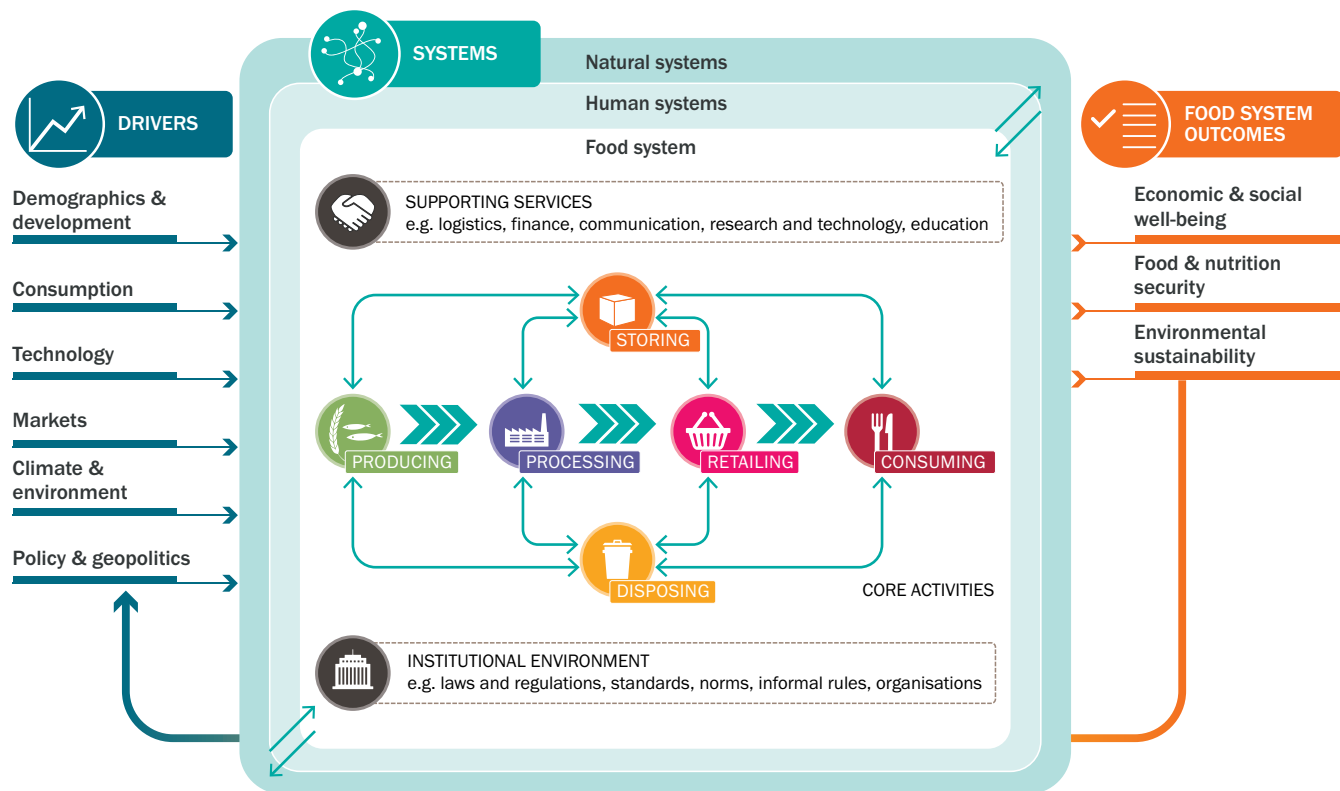 SYSTEMS
Natural systems
Human systems
Food system
DRIVERS
Demographics &
development
Consumption
Technology
Markets
Climate &
environment
Policy & geopolitics
SUPPORTING SERVICES
e.g. logistics, finance, communication, research and technology, education
STORING
PRODUCING
PROCESSING
RETAILING
CONSUMING
DISPOSING
CORE ACTIVITIES
INSTITUTIONAL ENVIRONMENT
e.g. laws and regulations, standards, norms, informal rules, organisations
FOOD SYSTEM
OUTCOMES
Economic & social
well-being
Food & nutrition
security
Environmental
sustainability